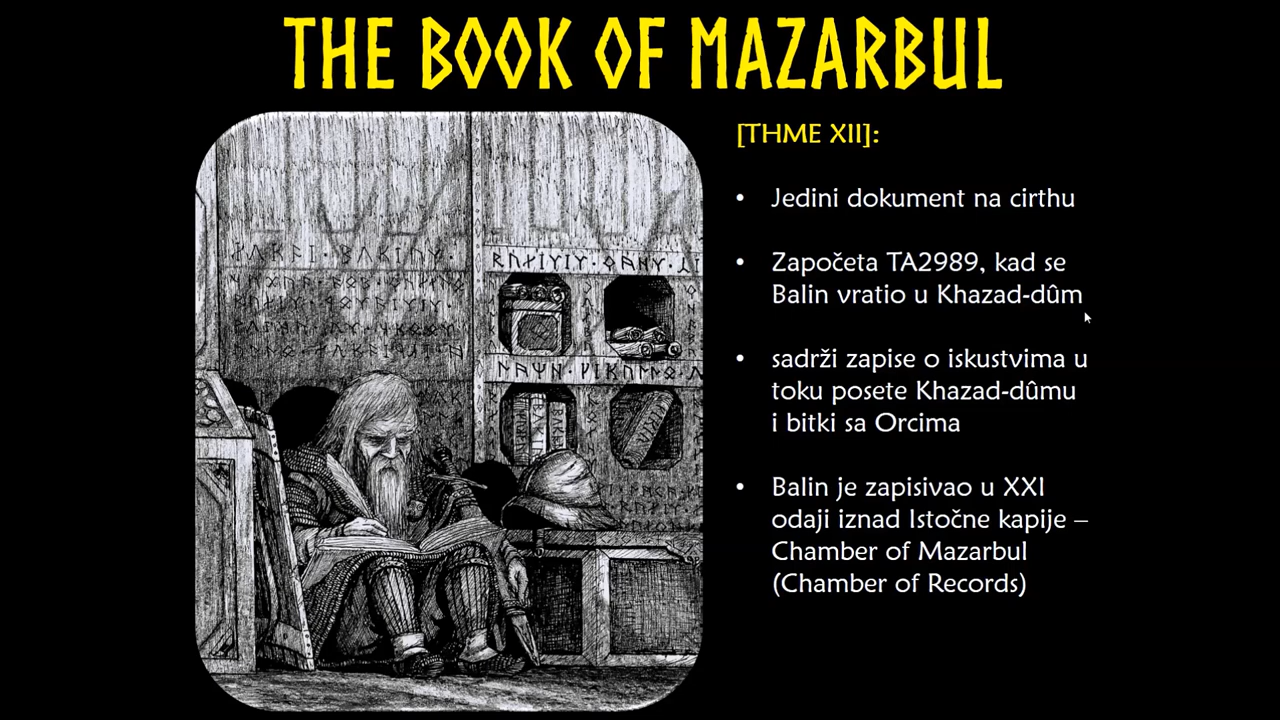 THE BOOK OF MAZARBUL
[THME XII]:
• Jedini dokument na cirthu
• Započeta TA2989, kad se
Balin vratio u Khazad-dûm
• sadrži zapise o iskustvima u
toku posete Khazad-dûmu
i bitki sa Orcima
• Balin je zapisivao u XXI
odaji iznad Istočne kapije –
Chamber of Mazarbul
(Chamber of Records)